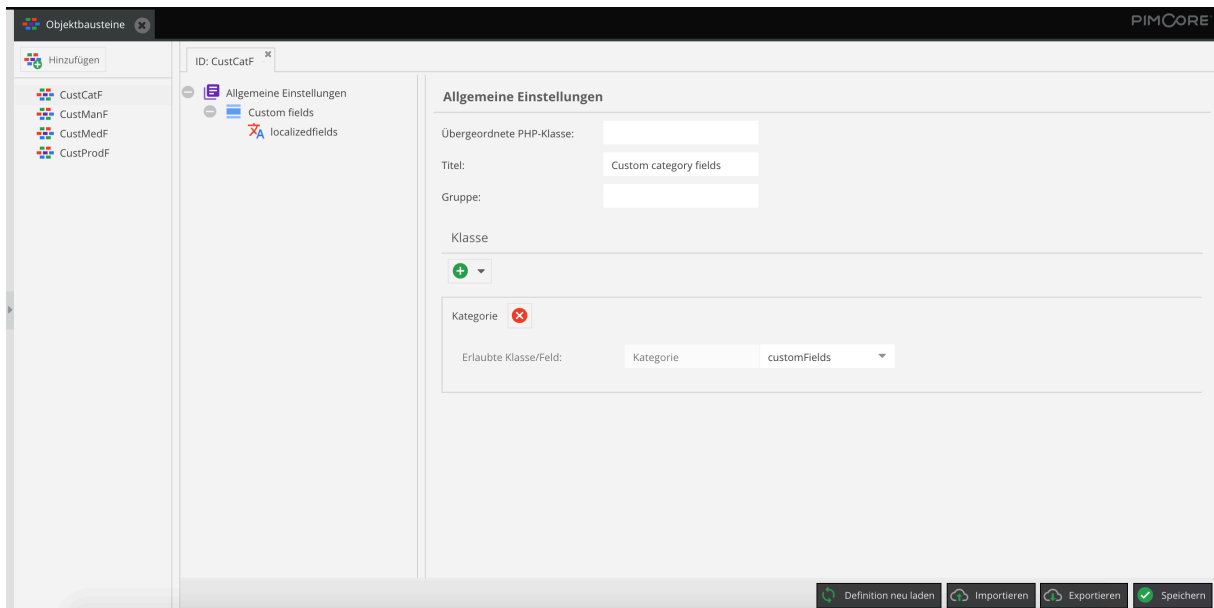 Objektbausteine
PIMCORE
Hinzufügen
CustCatF
CustManF
CustMedF
CustProdF
ID: CustCatF
Allgemeine Einstellungen
Custom fields
localizedfields
Allgemeine Einstellungen
Übergeordnete PHP-Klasse:
Titel: Custom category fields
Gruppe:
Klasse
Kategorie
Erlaubte Klasse/Feld: Kategorie customFields
Definition neu laden Importieren Exportieren Speichern